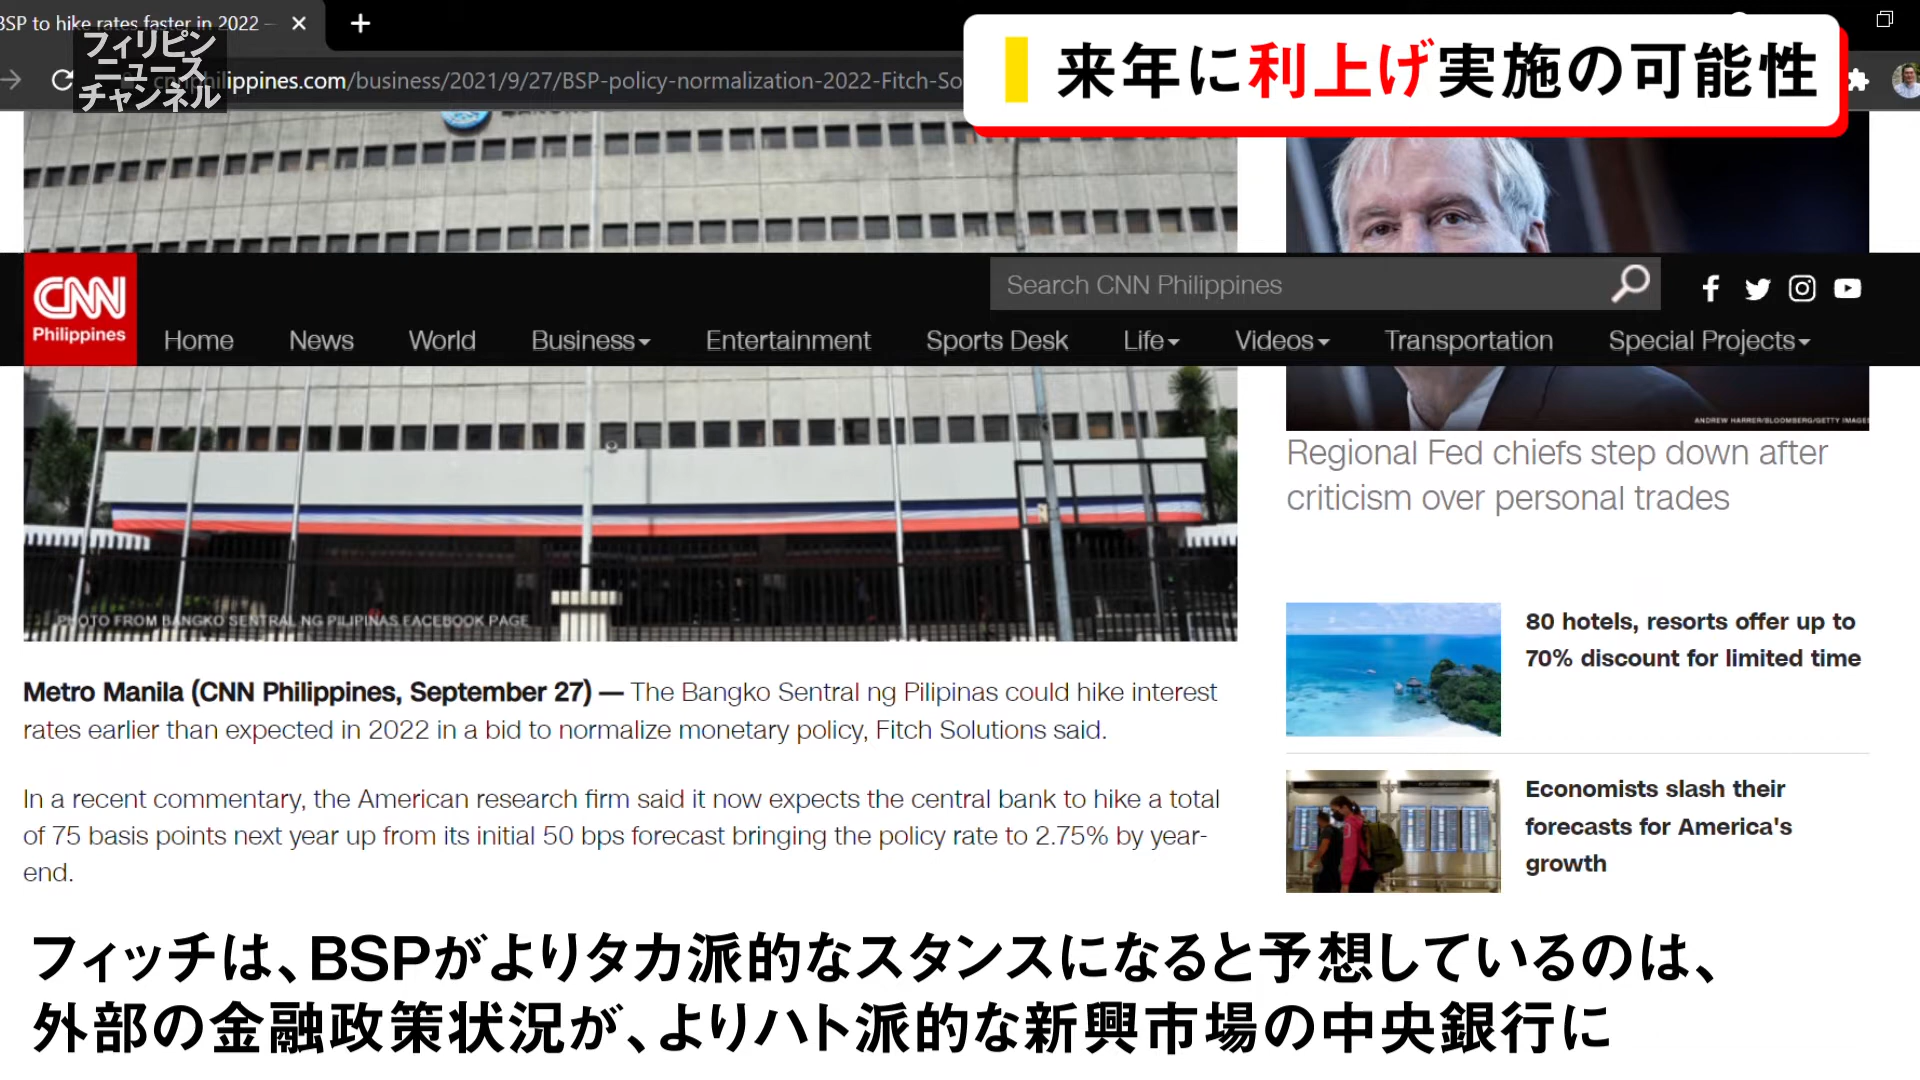 BSP to hike rates faster in 2022 –
フィリピン
ニュース
チャンネル
cnnphilippines.com/business/2021/9/27/BSP-policy-normalization-2022-Fitch-So
来年に利上げ実施の可能性
CNN
Philippines
Search CNN Philippines
Home News World Business Entertainment Sports Desk Life Videos Transportation Special Projects
PHOTO FROM BANGKO SENTRAL NG PILIPINAS FACEBOOK PAGE
Metro Manila (CNN Philippines, September 27) — The Bangko Sentral ng Pilipinas could hike interest
rates earlier than expected in 2022 in a bid to normalize monetary policy, Fitch Solutions said.
In a recent commentary, the American research firm said it now expects the central bank to hike a total
of 75 basis points next year up from its initial 50 bps forecast bringing the policy rate to 2.75% by year-
end.
ANDREW HARRER/BLOOMBERG/GETTY IMAGES
Regional Fed chiefs step down after
criticism over personal trades
80 hotels, resorts offer up to
70% discount for limited time
Economists slash their
forecasts for America's
growth
フィッチは、BSPがよりタカ派的なスタンスになると予想しているのは、
外部の金融政策状況が、よりハト派的な新興市場の中央銀行に